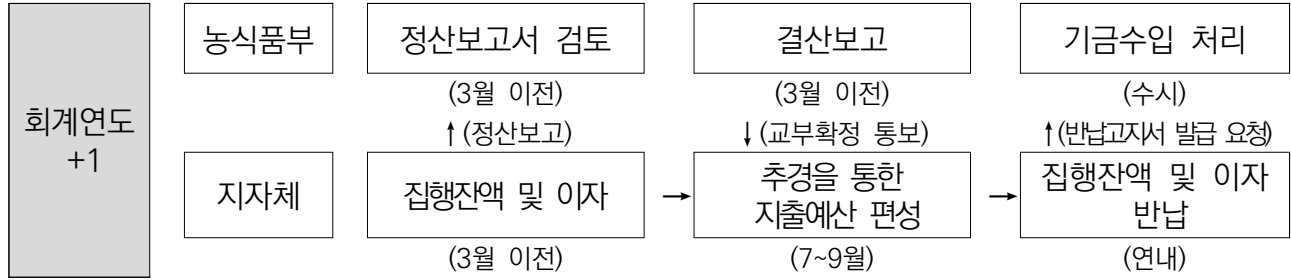 회계연도
+1
농식품부
정산보고서 검토
결산보고
기금수입 처리
(3월 이전)
(3월 이전)
(수시)
↑(정산보고)
↓(교부확정 통보)
↑(반납고지서 발급 요청)
지자체
집행잔액 및 이자
→
추경을 통한
지출예산 편성
→
집행잔액 및 이자
반납
(3월 이전)
(7~9월)
(연내)